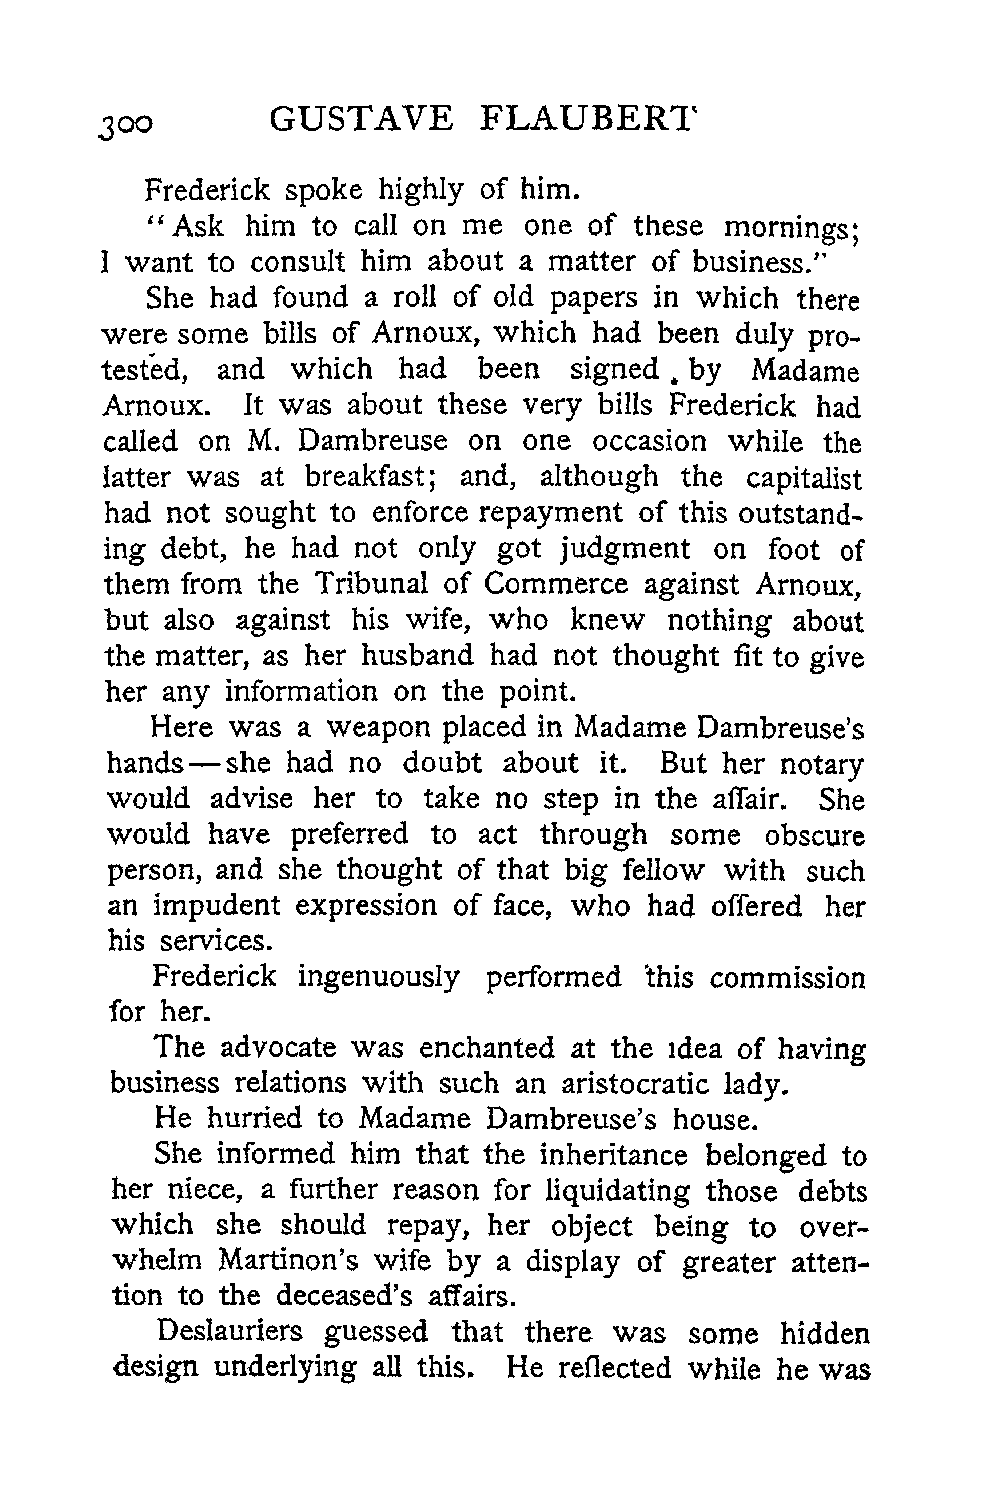 300 GUSTAVE FLAUBERT
Frederick spoke highly of him.
"Ask him to call on me one of these mornings;
I want to consult him about a matter of business."
She had found a roll of old papers in which there
were some bills of Arnoux, which had been duly pro-
tested, and which had been signed by Madame
Arnoux. It was about these very bills Frederick had
called on M. Dambreuse on one occasion while the
latter was at breakfast; and, although the capitalist
had not sought to enforce repayment of this outstand-
ing debt, he had not only got judgment on foot of
them from the Tribunal of Commerce against Arnoux,
but also against his wife, who knew nothing about
the matter, as her husband had not thought fit to give
her any information on the point.
Here was a weapon placed in Madame Dambreuse's
hands—she had no doubt about it. But her notary
would advise her to take no step in the affair. She
would have preferred to act through some obscure
person, and she thought of that big fellow with such
an impudent expression of face, who had offered her
his services.
Frederick ingenuously performed this commission
for her.
The advocate was enchanted at the idea of having
business relations with such an aristocratic lady.
He hurried to Madame Dambreuse's house.
She informed him that the inheritance belonged to
her niece, a further reason for liquidating those debts
which she should repay, her object being to over-
whelm Martinon's wife by a display of greater atten-
tion to the deceased's affairs.
Deslauriers guessed that there was some hidden
design underlying all this. He reflected while he was